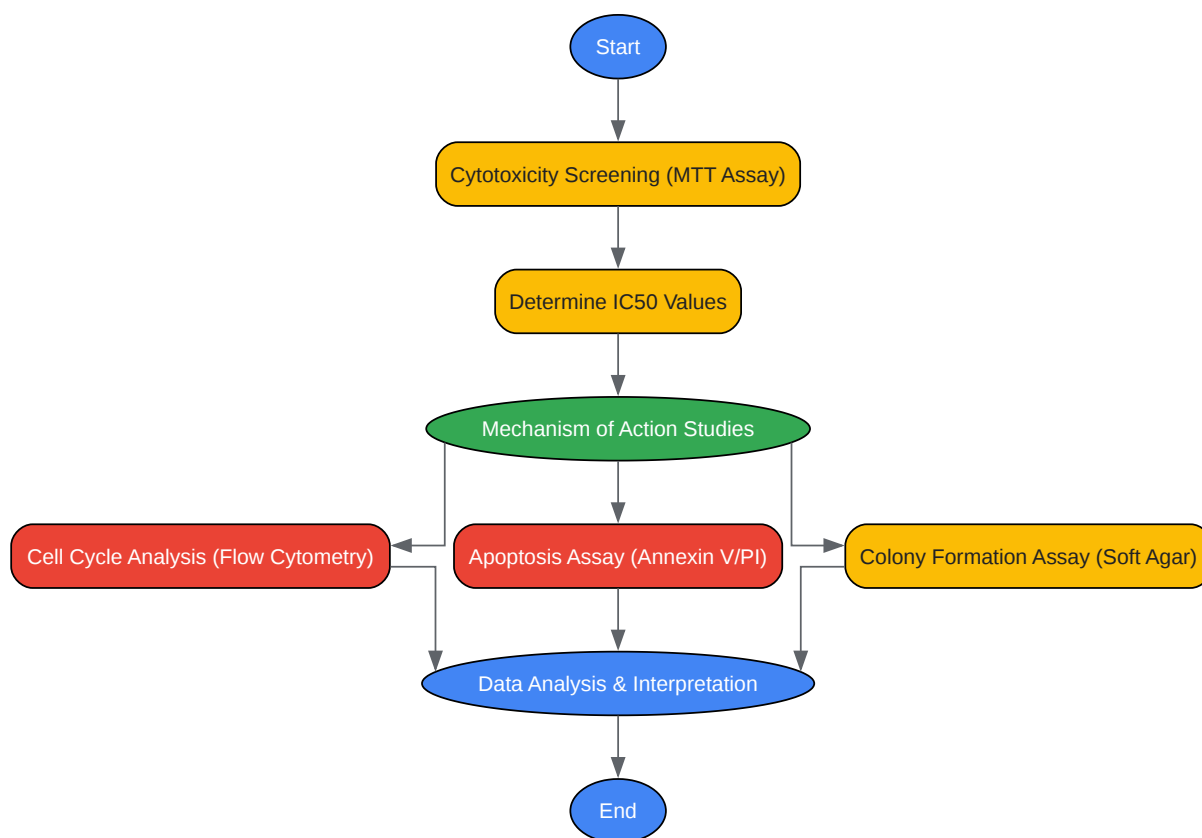 Start
Cytotoxicity Screening (MTT Assay)
Determine IC50 Values
Mechanism of Action Studies
Cell Cycle Analysis (Flow Cytometry)
Apoptosis Assay (Annexin V/PI)
Colony Formation Assay (Soft Agar)
Data Analysis & Interpretation
End